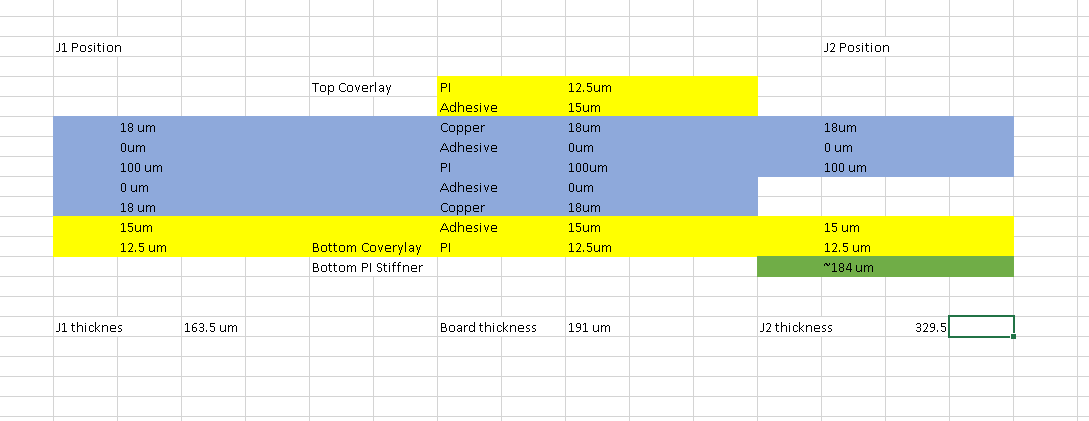 J1 Position J2 Position
Top Coverlay PI 12.5um
Adhesive 15um
18 um Copper 18um 18um
0um Adhesive 0um 0 um
100 um PI 100um 100 um
0 um Adhesive 0um
18 um Copper 18um
15um Adhesive 15um 15 um
12.5 um Bottom Coverylay PI 12.5um 12.5 um
Bottom PI Stiffner ~184 um
J1 thicknes 163.5 um Board thickness 191 um J2 thickness 329.5